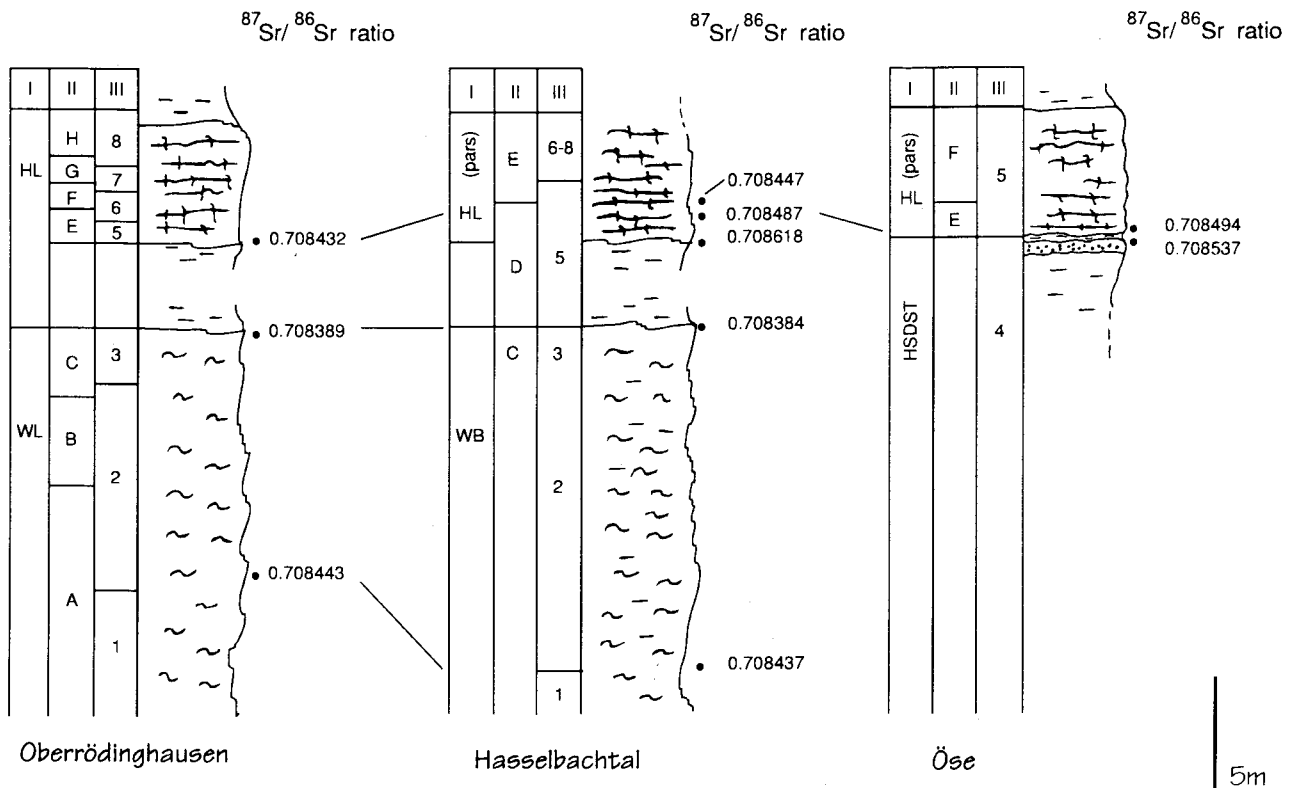 87Sr/ 86Sr ratio
I II III
HL
H
G
F
E
8
7
6
5
0.708432
0.708389
WL
C
B
A
3
2
1
0.708443
Oberrödinghausen
87Sr/ 86Sr ratio
I II III
HL (pars)
E
D
6-8
5
0.708447
0.708487
0.708618
0.708384
WB
C
3
2
1
0.708437
Hasselbachtal
87Sr/ 86Sr ratio
I II III
HL (pars)
F
E
5
0.708494
0.708537
HSDST
4
Öse
5m